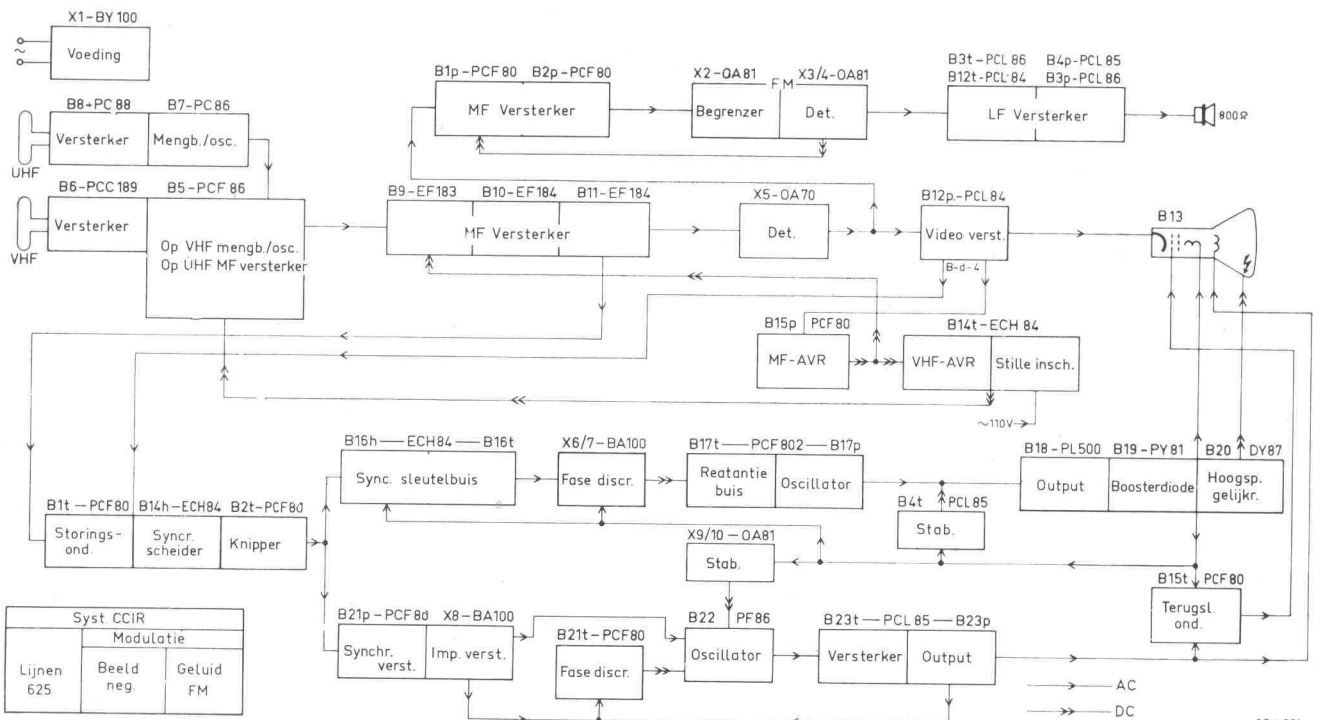 X1-BY 100
Voeding
B8+PC88 B7-PC86
Versterker Mengb./osc.
UHF
B6-PCC189 B5-PCF86
Versterker
Op VHF mengb./osc.
Op UHF MF versterker
VHF
B1p-PCF80 B2p-PCF80
MF Versterker
X2-OA81 X3/4-OA81
FM
Begrenzer Det.
B3t-PCL86 B4p-PCL85
B12t-PCL84 B3p-PCL86
LF Versterker
800Ω
B9-EF183 B10-EF184 B11-EF184
MF Versterker
X5-OA70
Det.
B12p.-PCL84
Video verst.
B-d-4
B13
B15p PCF80
MF-AVR
B14t-ECH 84
VHF-AVR Stille insch.
~110V
B16h — ECH84 — B16t
Sync. sleutelbuis
X6/7-BA100
Fase discr.
B17t — PCF802 — B17p
Reatantie
buis
Oscillator
B18-PL500 B19-PY81 B20 DY87
Output Boosterdiode Hoogsp.
gelijkr.
B4t PCL85
Stab.
B1t — PCF80 B14h-ECH84 B2t-PCF80
Storings-
ond.
Syncr.
scheider
Knipper
X9/10 — OA81
Stab.
B15t PCF80
Terugsl.
ond.
B21p-PCF80 X8-BA100
Synchr.
verst.
Imp. verst.
B21t-PCF80
Fase discr.
B22 PF86
Oscillator
B23t — PCL85 — B23p
Versterker Output
Syst. CCIR
Modulatie
Lijnen
625
Beeld
neg.
Geluid
FM
AC
DC